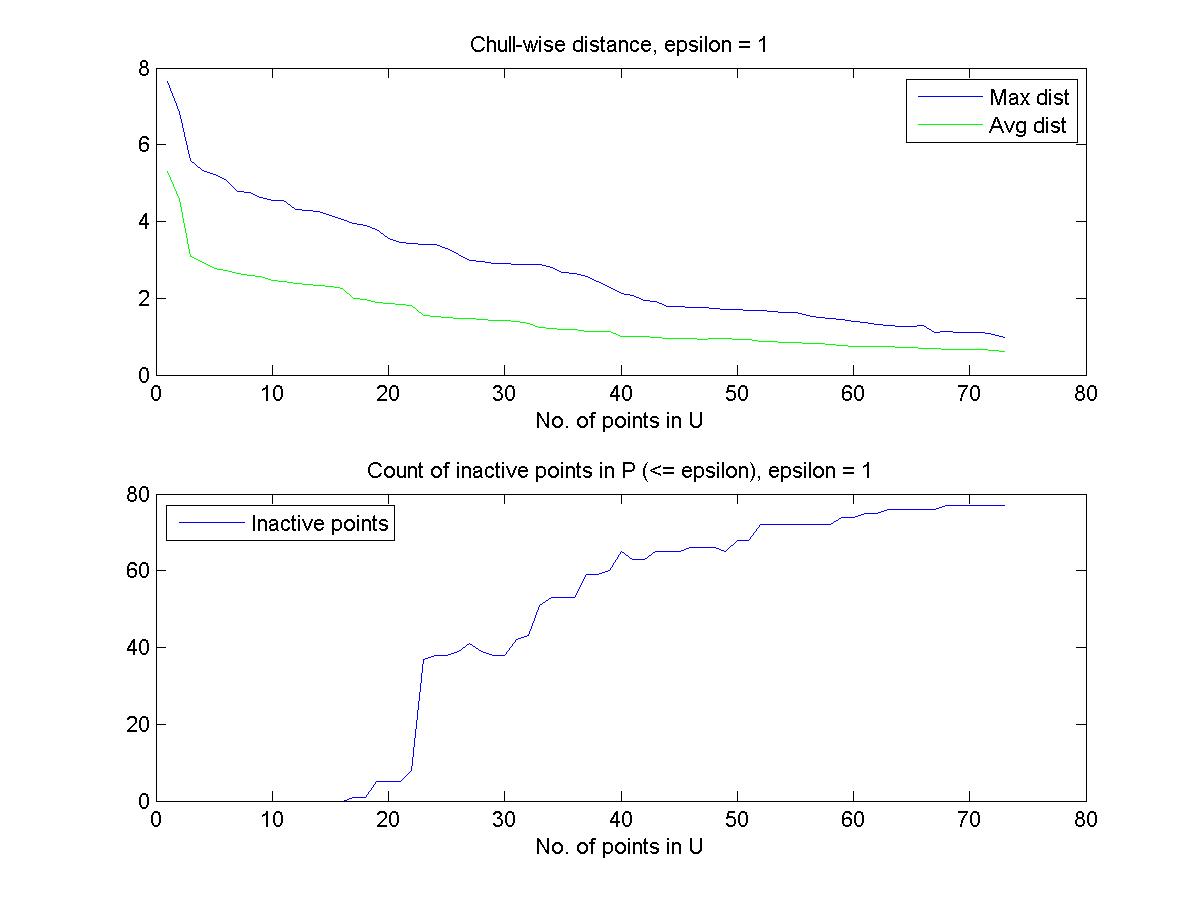 Chull-wise distance, epsilon = 1
8
6
4
2
0
Max dist
Avg dist
0 10 20 30 40 50 60 70 80
No. of points in U
Count of inactive points in P (<= epsilon), epsilon = 1
80
60
40
20
0
Inactive points
0 10 20 30 40 50 60 70 80
No. of points in U